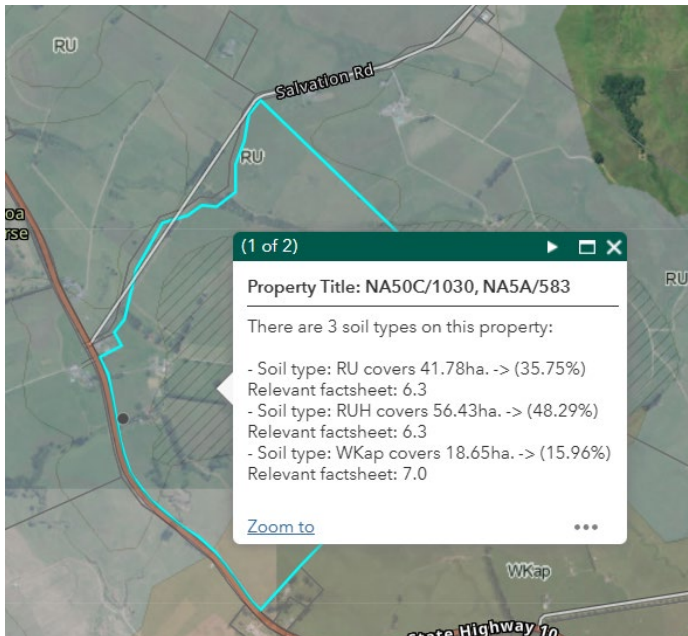 RU
Salvation Rd
RU
oa
rse
(1 of 2)
Property Title: NA50C/1030, NA5A/583
There are 3 soil types on this property:
- Soil type: RU covers 41.78ha. -> (35.75%)
Relevant factsheet: 6.3
- Soil type: RUH covers 56.43ha. -> (48.29%)
Relevant factsheet: 6.3
- Soil type: WKap covers 18.65ha. -> (15.96%)
Relevant factsheet: 7.0
Zoom to
RU
WKap
State Highway 10